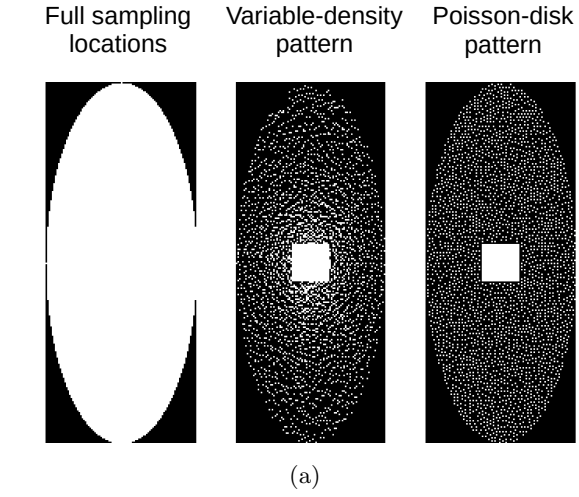 Full sampling
locations
Variable-density
pattern
Poisson-disk
pattern
(a)